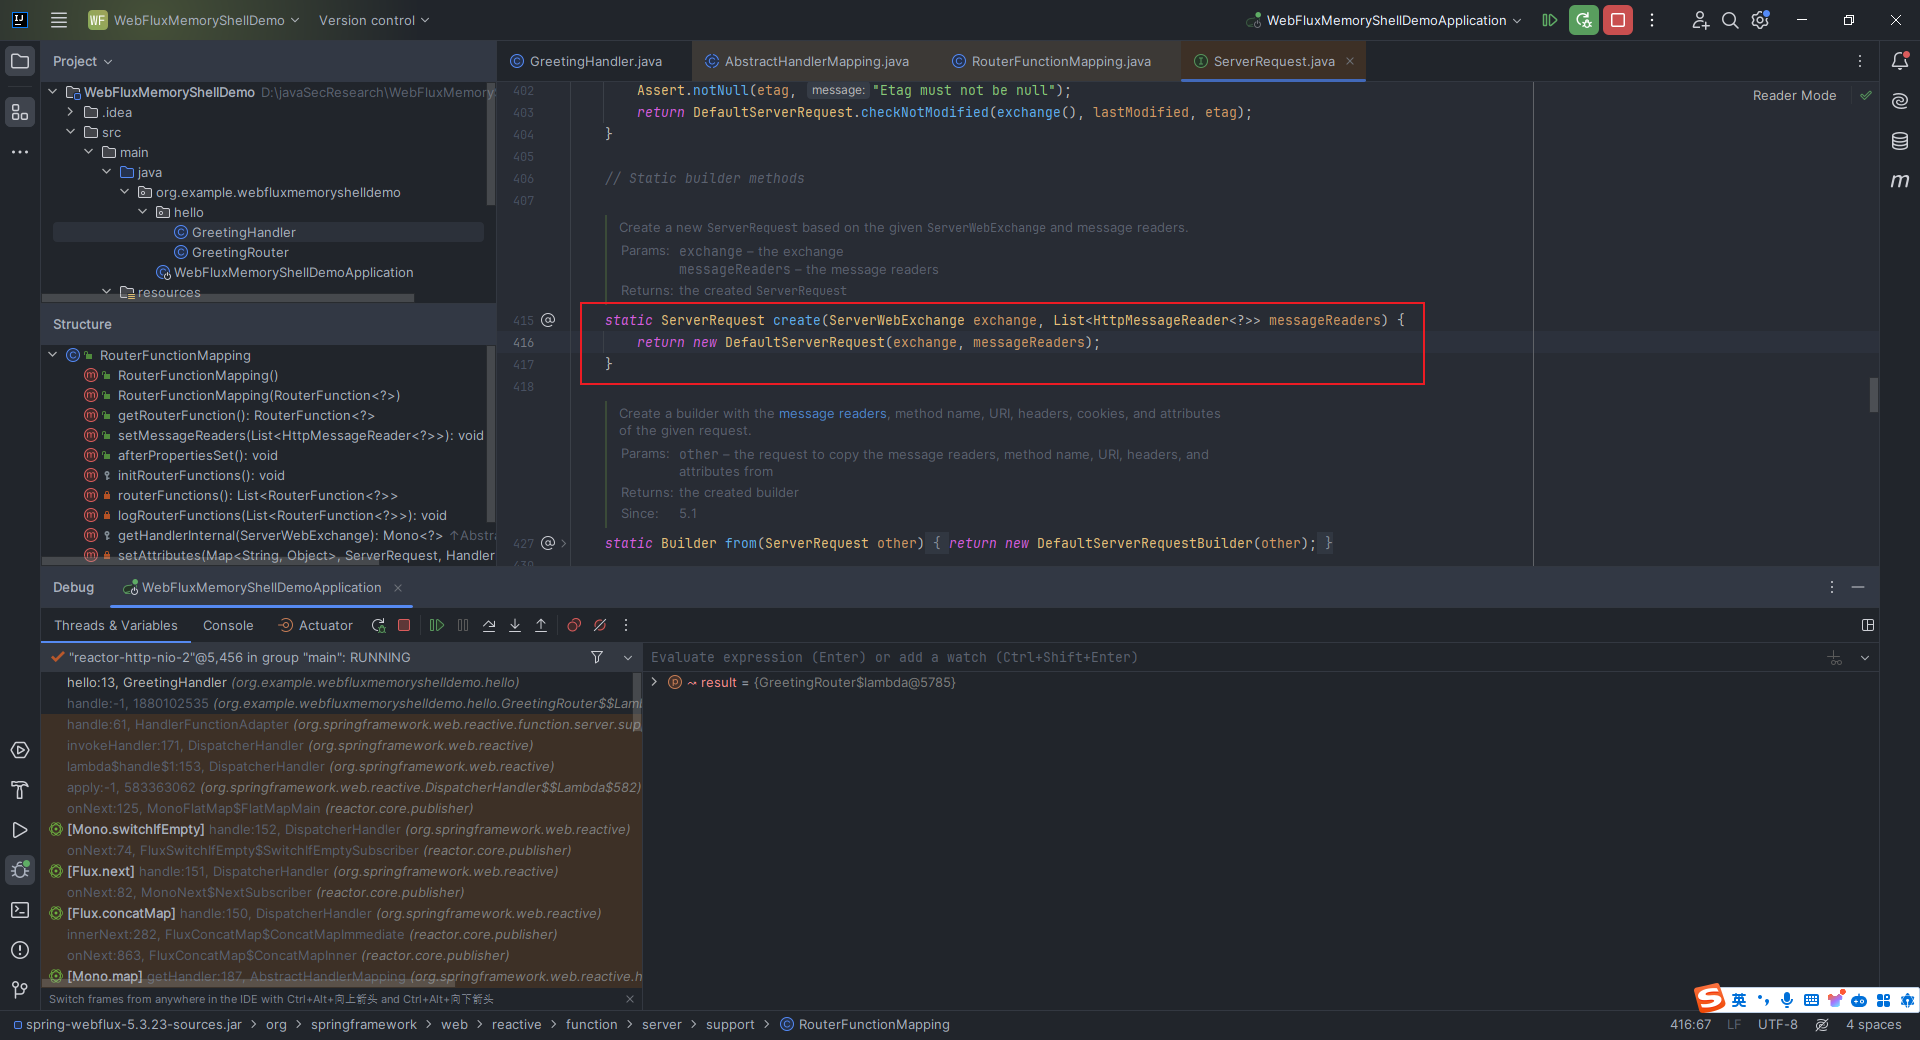 WF WebFluxMemoryShellDemo Version control WebFluxMemoryShellDemoApplication
Project
WebFluxMemoryShellDemo D:\javaSecResearch\WebFluxMemory
.idea
src
main
java
org.example.webfluxmemoryshelldemo
hello
GreetingHandler
GreetingRouter
WebFluxMemoryShellDemoApplication
resources
Structure
RouterFunctionMapping
RouterFunctionMapping()
RouterFunctionMapping(RouterFunction<?>)
getRouterFunction(): RouterFunction<?>
setMessageReaders(List<HttpMessageReader<?>>): void
afterPropertiesSet(): void
initRouterFunctions(): void
routerFunctions(): List<RouterFunction<?>>
logRouterFunctions(List<RouterFunction<?>>): void
getHandlerInternal(ServerWebExchange): Mono<?> ↑Abstra
setAttributes(Map<String, Object>, ServerRequest, Handler
GreetingHandler.java AbstractHandlerMapping.java RouterFunctionMapping.java ServerRequest.java
Reader Mode
402 Assert.notNull(etag, message: "Etag must not be null");
403 return DefaultServerRequest.checkNotModified(exchange(), lastModified, etag);
404 }
405
406 // Static builder methods
407
Create a new ServerRequest based on the given ServerWebExchange and message readers.
Params: exchange – the exchange
messageReaders – the message readers
Returns: the created ServerRequest
415 static ServerRequest create(ServerWebExchange exchange, List<HttpMessageReader<?>> messageReaders) {
416 return new DefaultServerRequest(exchange, messageReaders);
417 }
418
Create a builder with the message readers, method name, URI, headers, cookies, and attributes
of the given request.
Params: other – the request to copy the message readers, method name, URI, headers, and
attributes from
Returns: the created builder
Since: 5.1
427 static Builder from(ServerRequest other) { return new DefaultServerRequestBuilder(other); }
Debug WebFluxMemoryShellDemoApplication
Threads & Variables Console Actuator
"reactor-http-nio-2"@5,456 in group "main": RUNNING
Evaluate expression (Enter) or add a watch (Ctrl+Shift+Enter)
result = {GreetingRouter$lambda@5785}
hello:13, GreetingHandler (org.example.webfluxmemoryshelldemo.hello)
handle:-1, 1880102535 (org.example.webfluxmemoryshelldemo.hello.GreetingRouter$$Lam
handle:61, HandlerFunctionAdapter (org.springframework.web.reactive.function.server.sup
invokeHandler:171, DispatcherHandler (org.springframework.web.reactive)
lambda$handle$1:153, DispatcherHandler (org.springframework.web.reactive)
apply:-1, 583363062 (org.springframework.web.reactive.DispatcherHandler$$Lambda$582)
onNext:125, MonoFlatMap$FlatMapMain (reactor.core.publisher)
[Mono.switchIfEmpty] handle:152, DispatcherHandler (org.springframework.web.reactive)
onNext:74, FluxSwitchIfEmpty$SwitchIfEmptySubscriber (reactor.core.publisher)
[Flux.next] handle:151, DispatcherHandler (org.springframework.web.reactive)
onNext:82, MonoNext$NextSubscriber (reactor.core.publisher)
[Flux.concatMap] handle:150, DispatcherHandler (org.springframework.web.reactive)
innerNext:282, FluxConcatMap$ConcatMapImmediate (reactor.core.publisher)
onNext:863, FluxConcatMap$ConcatMapInner (reactor.core.publisher)
[Mono.map] getHandler:187, AbstractHandlerMapping (org.springframework.web.reactive.h
Switch frames from anywhere in the IDE with Ctrl+Alt+向上箭头 and Ctrl+Alt+向下箭头
英
spring-webflux-5.3.23-sources.jar > org > springframework > web > reactive > function > server > support > RouterFunctionMapping
416:67 LF UTF-8 4 spaces